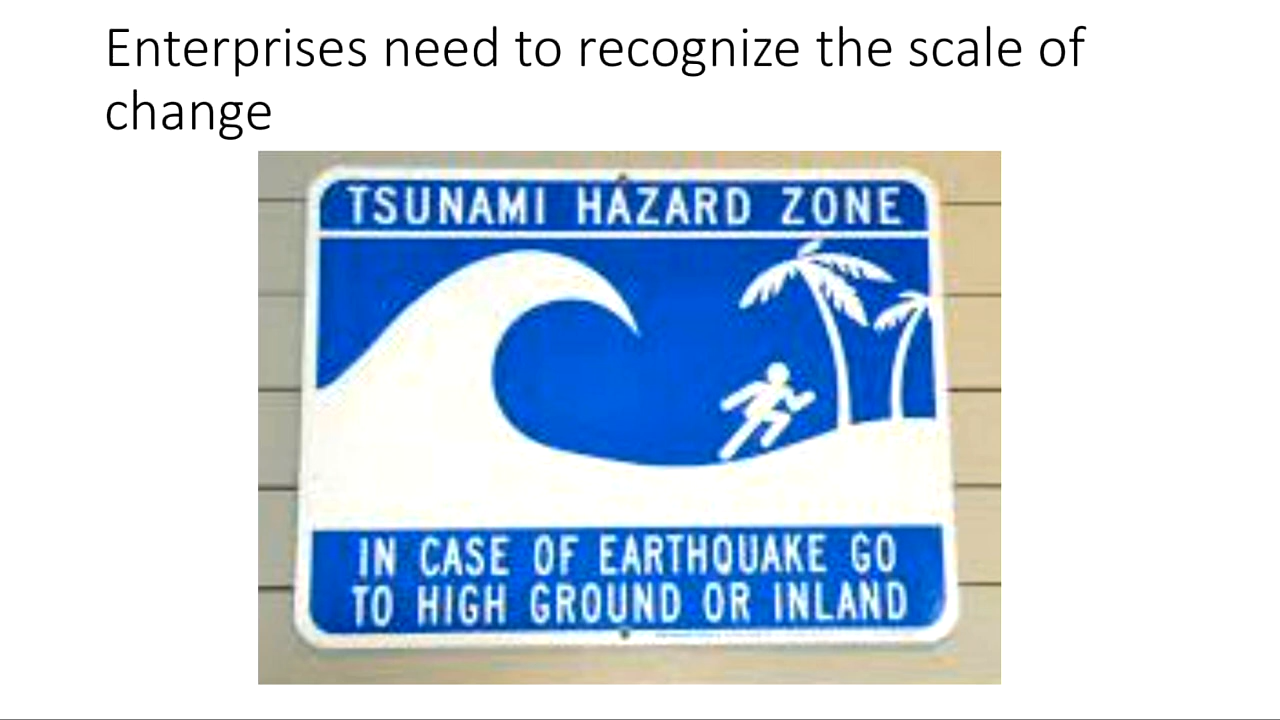 Enterprises need to recognize the scale of
change
TSUNAMI HAZARD ZONE
IN CASE OF EARTHQUAKE GO
TO HIGH GROUND OR INLAND